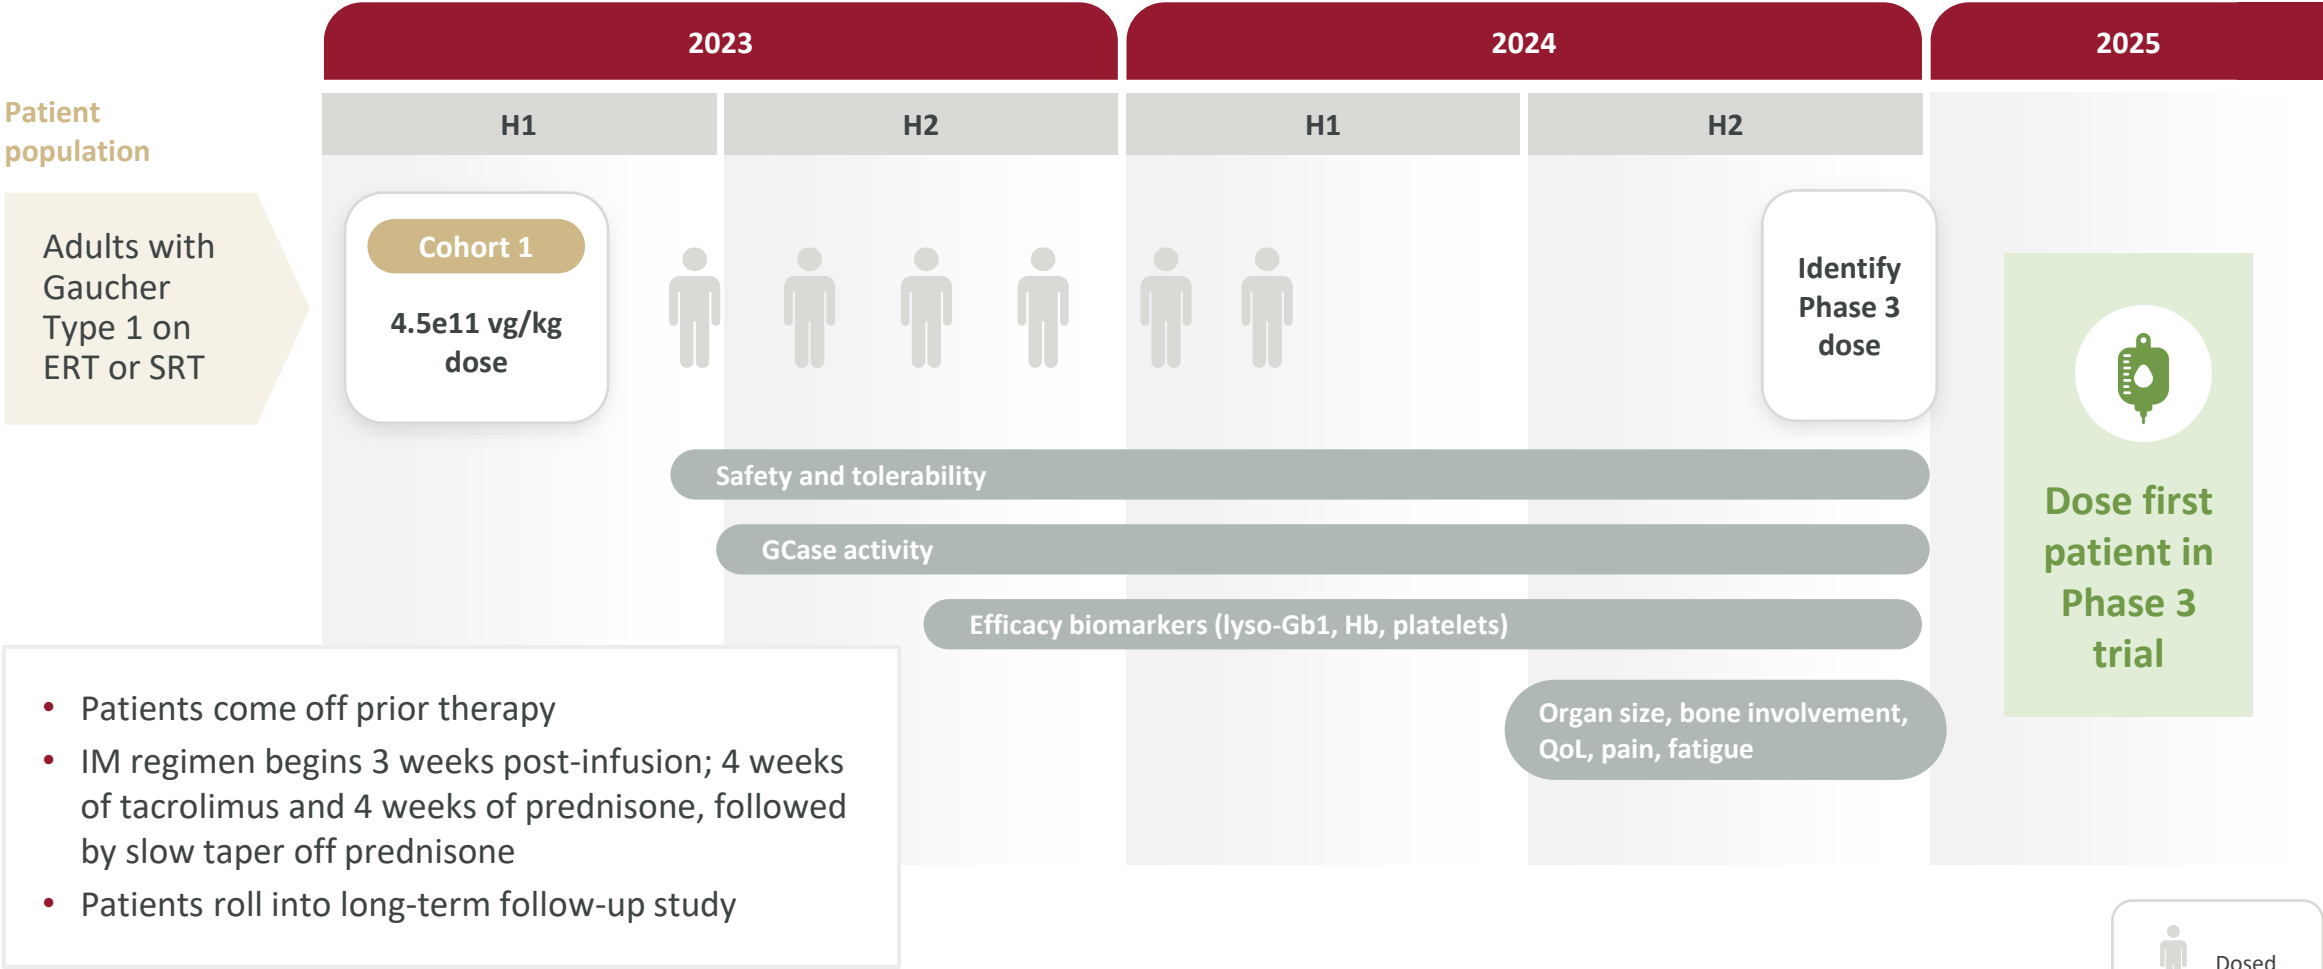 2023
2024
2025
Patient
population
H1
H2
H1
H2
Adults with
Gaucher
Type 1 on
ERT or SRT
Cohort 1
4.5e11 vg/kg
dose
Identify
Phase 3
dose
Safety and tolerability
GCase activity
Efficacy biomarkers (lyso-Gb1, Hb, platelets)
Organ size, bone involvement,
QoL, pain, fatigue
Dose first
patient in
Phase 3
trial
• Patients come off prior therapy
• IM regimen begins 3 weeks post-infusion; 4 weeks
of tacrolimus and 4 weeks of prednisone, followed
by slow taper off prednisone
• Patients roll into long-term follow-up study
Dosed